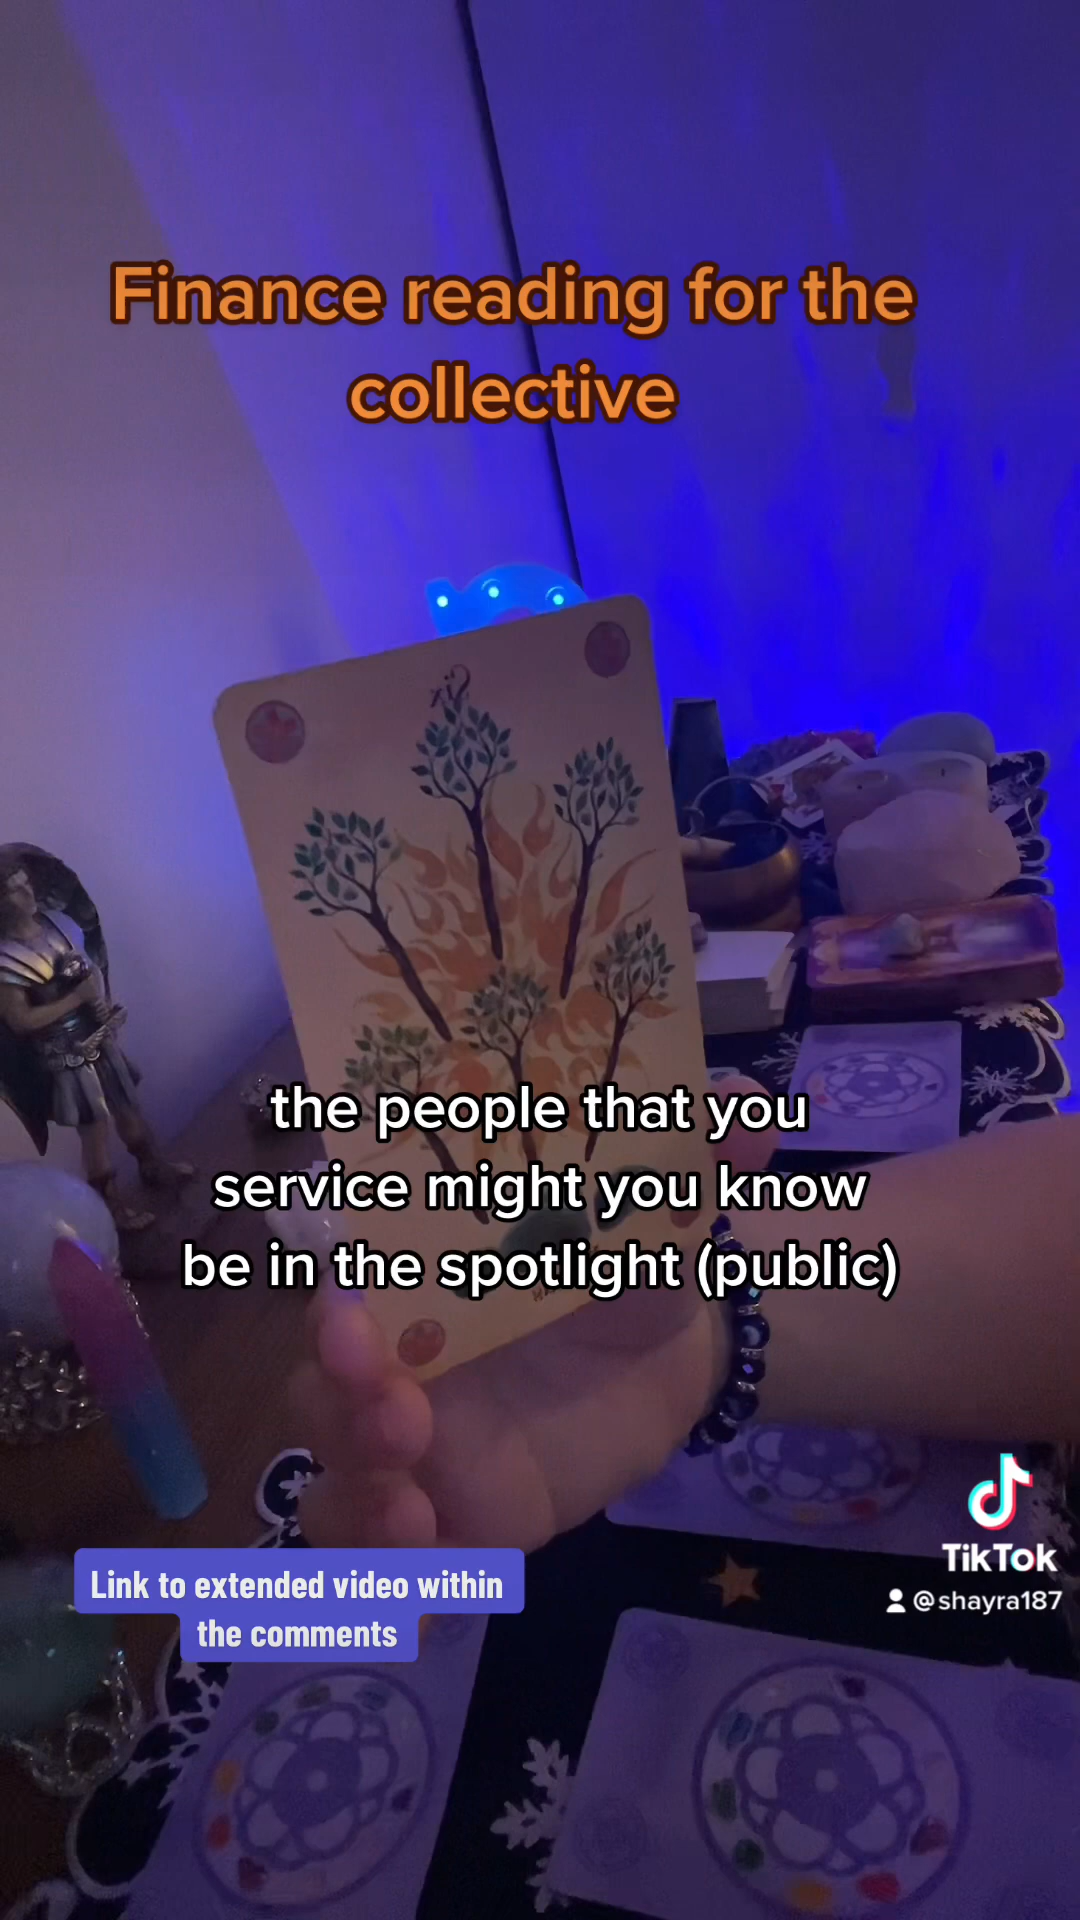 Finance reading for the
collective
the people that you
service might you know
be in the spotlight (public)
Link to extended video within
the comments
TikTok
@shayra187